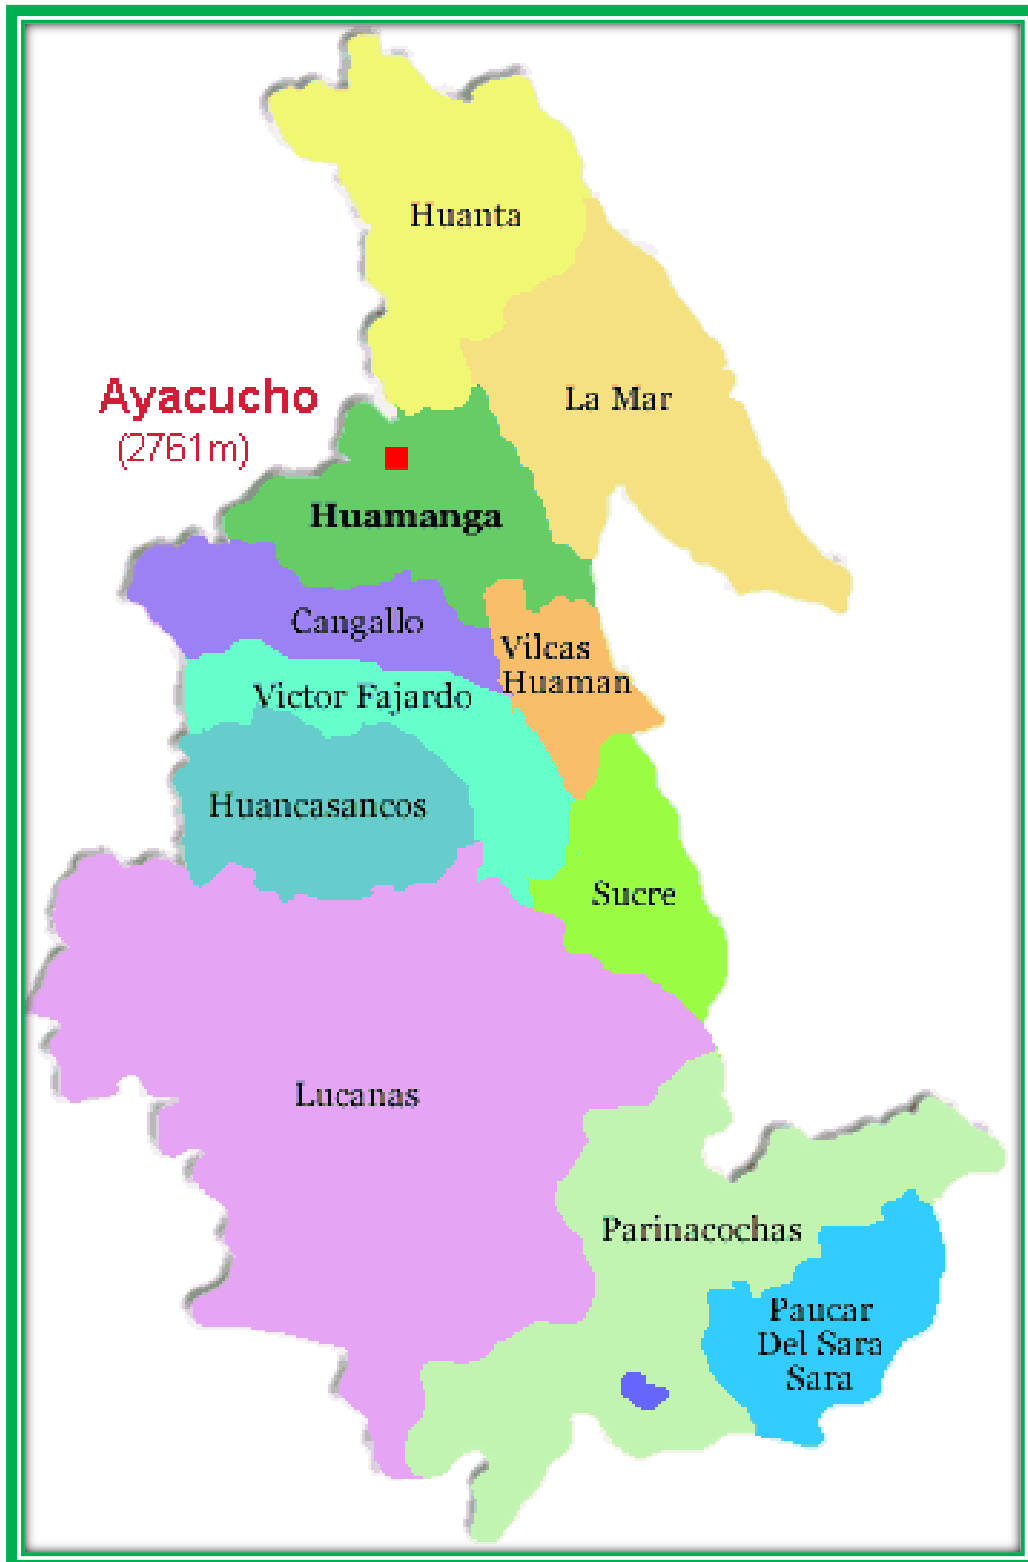 Huanta
La Mar
Ayacucho
(2761m)
Huamanga
Cangallo
Vilcas
Huaman
Victor Fajardo
Huancasancos
Sucre
Lucanas
Parinacochas
Paucar
Del Sara
Sara